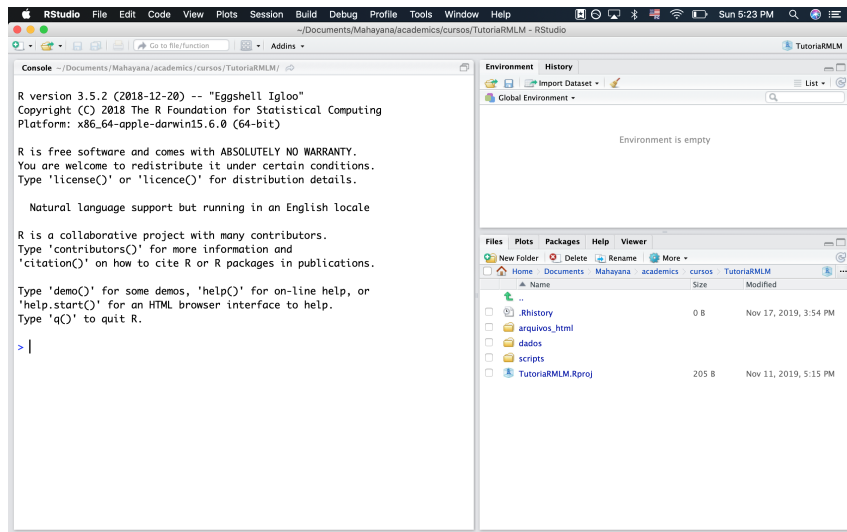 RStudio File Edit Code View Plots Session Build Debug Profile Tools Window Help Sun 5:23 PM
~/Documents/Mahayana/academics/cursos/TutoriaRMLM - RStudio
Go to file/function Addins TutoriaRMLM
Console ~/Documents/Mahayana/academics/cursos/TutoriaRMLM/
R version 3.5.2 (2018-12-20) -- "Eggshell Igloo"
Copyright (C) 2018 The R Foundation for Statistical Computing
Platform: x86_64-apple-darwin15.6.0 (64-bit)
R is free software and comes with ABSOLUTELY NO WARRANTY.
You are welcome to redistribute it under certain conditions.
Type 'license()' or 'licence()' for distribution details.
Natural language support but running in an English locale
R is a collaborative project with many contributors.
Type 'contributors()' for more information and
'citation()' on how to cite R or R packages in publications.
Type 'demo()' for some demos, 'help()' for on-line help, or
'help.start()' for an HTML browser interface to help.
Type 'q()' to quit R.
>
Environment History
Import Dataset List
Global Environment
Environment is empty
Files Plots Packages Help Viewer
New Folder Delete Rename More
Home Documents Mahayana academics cursos TutoriaRMLM ...
Name Size Modified
..
.Rhistory 0 B Nov 17, 2019, 3:54 PM
arquivos_html
dados
scripts
TutoriaRMLM.Rproj 205 B Nov 11, 2019, 5:15 PM